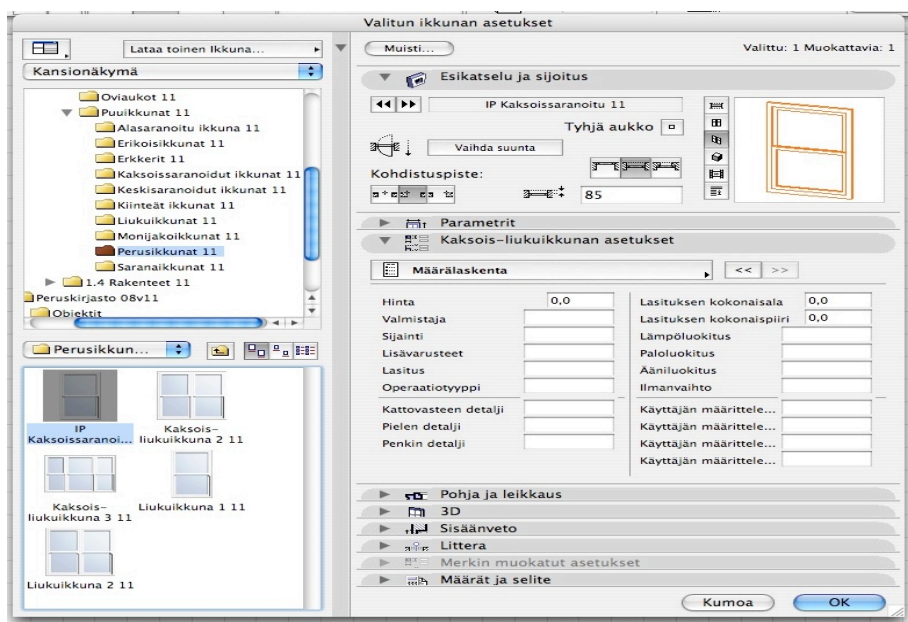 Valitun ikkunan asetukset
Lataa toinen Ikkuna...
Kansionäkymä
Oviaukot 11
Puuikkunat 11
Alasaranoitu ikkuna 11
Erikoisikkunat 11
Erkkerit 11
Kaksoissaranoidut ikkunat 11
Keskisaranoidut ikkunat 11
Kiinteät ikkunat 11
Liukuikkunat 11
Monijakoikkunat 11
Perusikkunat 11
Saranaikkunat 11
1.4 Rakenteet 11
Peruskirjasto 08v11
Obiektit
Perusikkun...
IP
Kaksoissaranoi...
Kaksois-
liukuikkuna 2 11
Kaksois-
liukuikkuna 3 11
Liukuikkuna 1 11
Liukuikkuna 2 11
Muisti...
Valittu: 1 Muokattavia: 1
Esikatselu ja sijoitus
IP Kaksoissaranoitu 11
Tyhjä aukko
Vaihda suunta
Kohdistuspiste:
85
Parametrit
Kaksois-liukuikkunan asetukset
Määrälaskenta
<< >>
Hinta 0,0
Valmistaja
Sijainti
Lisävarusteet
Lasitus
Operaatiotyyppi
Kattovasteen detalji
Pielen detalji
Penkin detalji
Lasituksen kokonaisala 0,0
Lasituksen kokonaispiiri 0,0
Lämpöluokitus
Paloluokitus
Ääniluokitus
Ilmanvaihto
Käyttäjän määrittele...
Käyttäjän määrittele...
Käyttäjän määrittele...
Käyttäjän määrittele...
Pohja ja leikkaus
3D
Sisäänveto
Littera
Merkin muokatut asetukset
Määrät ja selite
Kumoa
OK